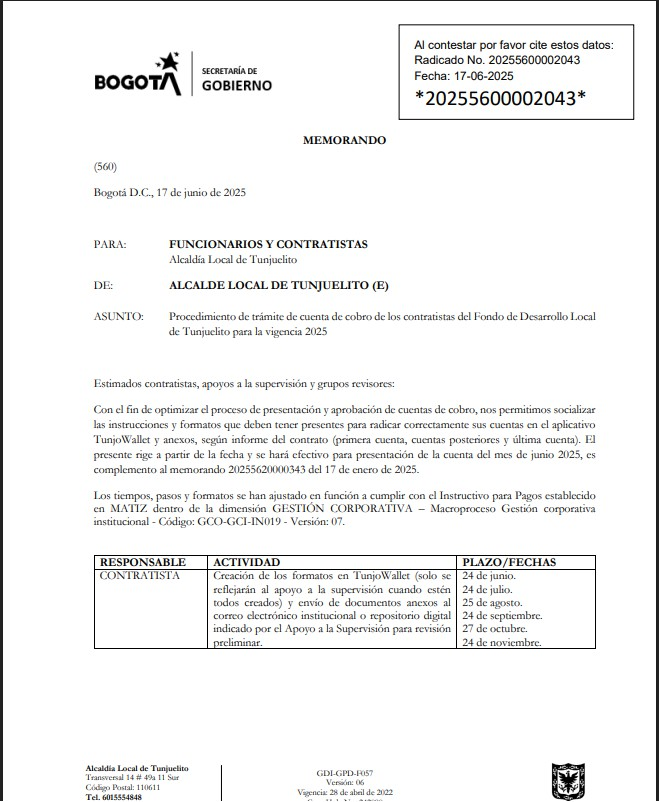 BOGOTÁ
SECRETARÍA DE
GOBIERNO
Al contestar por favor cite estos datos:
Radicado No. 20255600002043
Fecha: 17-06-2025
*20255600002043*
MEMORANDO
(560)
Bogotá D.C., 17 de junio de 2025
PARA: FUNCIONARIOS Y CONTRATISTAS
Alcaldía Local de Tunjuelito
DE: ALCALDE LOCAL DE TUNJUELITO (E)
ASUNTO: Procedimiento de trámite de cuenta de cobro de los contratistas del Fondo de Desarrollo Local
de Tunjuelito para la vigencia 2025
Estimados contratistas, apoyos a la supervisión y grupos revisores:
Con el fin de optimizar el proceso de presentación y aprobación de cuentas de cobro, nos permitimos socializar
las instrucciones y formatos que deben tener presentes para radicar correctamente sus cuentas en el aplicativo
TunjoWallet y anexos, según informe del contrato (primera cuenta, cuentas posteriores y última cuenta). El
presente rige a partir de la fecha y se hará efectivo para presentación de la cuenta del mes de junio 2025, es
complemento al memorando 20255620000343 del 17 de enero de 2025.
Los tiempos, pasos y formatos se han ajustado en función a cumplir con el Instructivo para Pagos establecido
en MATIZ dentro de la dimensión GESTIÓN CORPORATIVA – Macroproceso Gestión corporativa
institucional - Código: GCO-GCI-IN019 - Versión: 07.
RESPONSABLE ACTIVIDAD PLAZO/FECHAS
CONTRATISTA Creación de los formatos en TunjoWallet (solo se 24 de junio.
reflejarán al apoyo a la supervisión cuando estén 24 de julio.
todos creados) y envío de documentos anexos al 25 de agosto.
correo electrónico institucional o repositorio digital 24 de septiembre.
indicado por el Apoyo a la Supervisión para revisión 27 de octubre.
preliminar. 24 de noviembre.
Alcaldía Local de Tunjuelito
Transversal 14 # 49a 11 Sur
Código Postal: 110611
Tel. 6015554848
GDI-GPD-F057
Versión: 06
Vigencia: 28 de abril de 2022